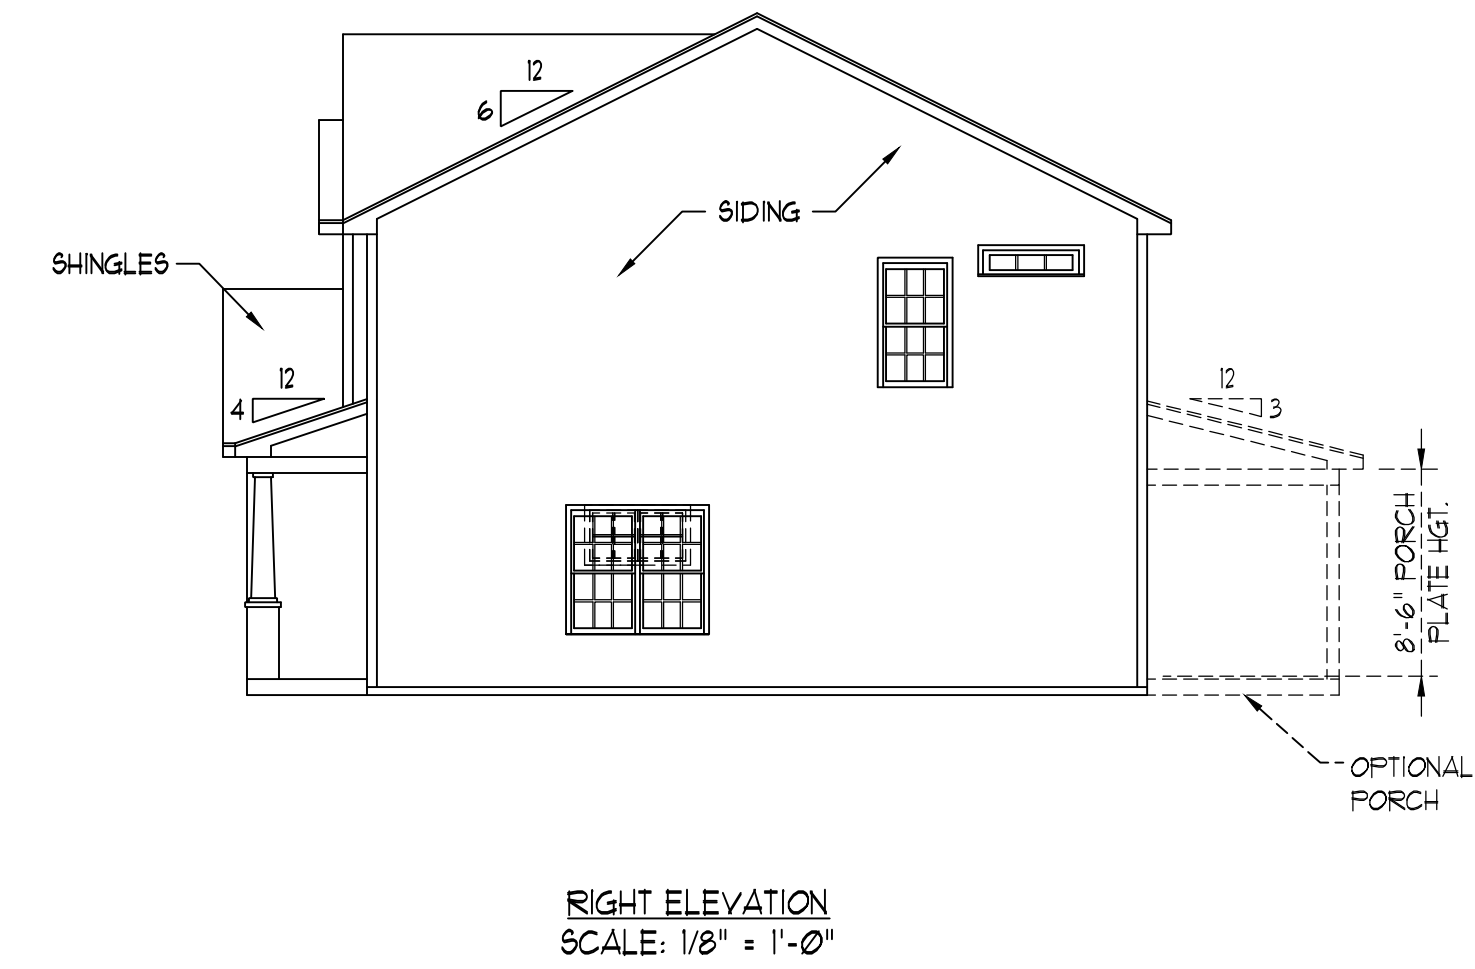 12
6
SIDING
SHINGLES
12
4
12
3
8'-6" PORCH
PLATE HGT.
OPTIONAL
PORCH
RIGHT ELEVATION
SCALE: 1/8" = 1'-0"